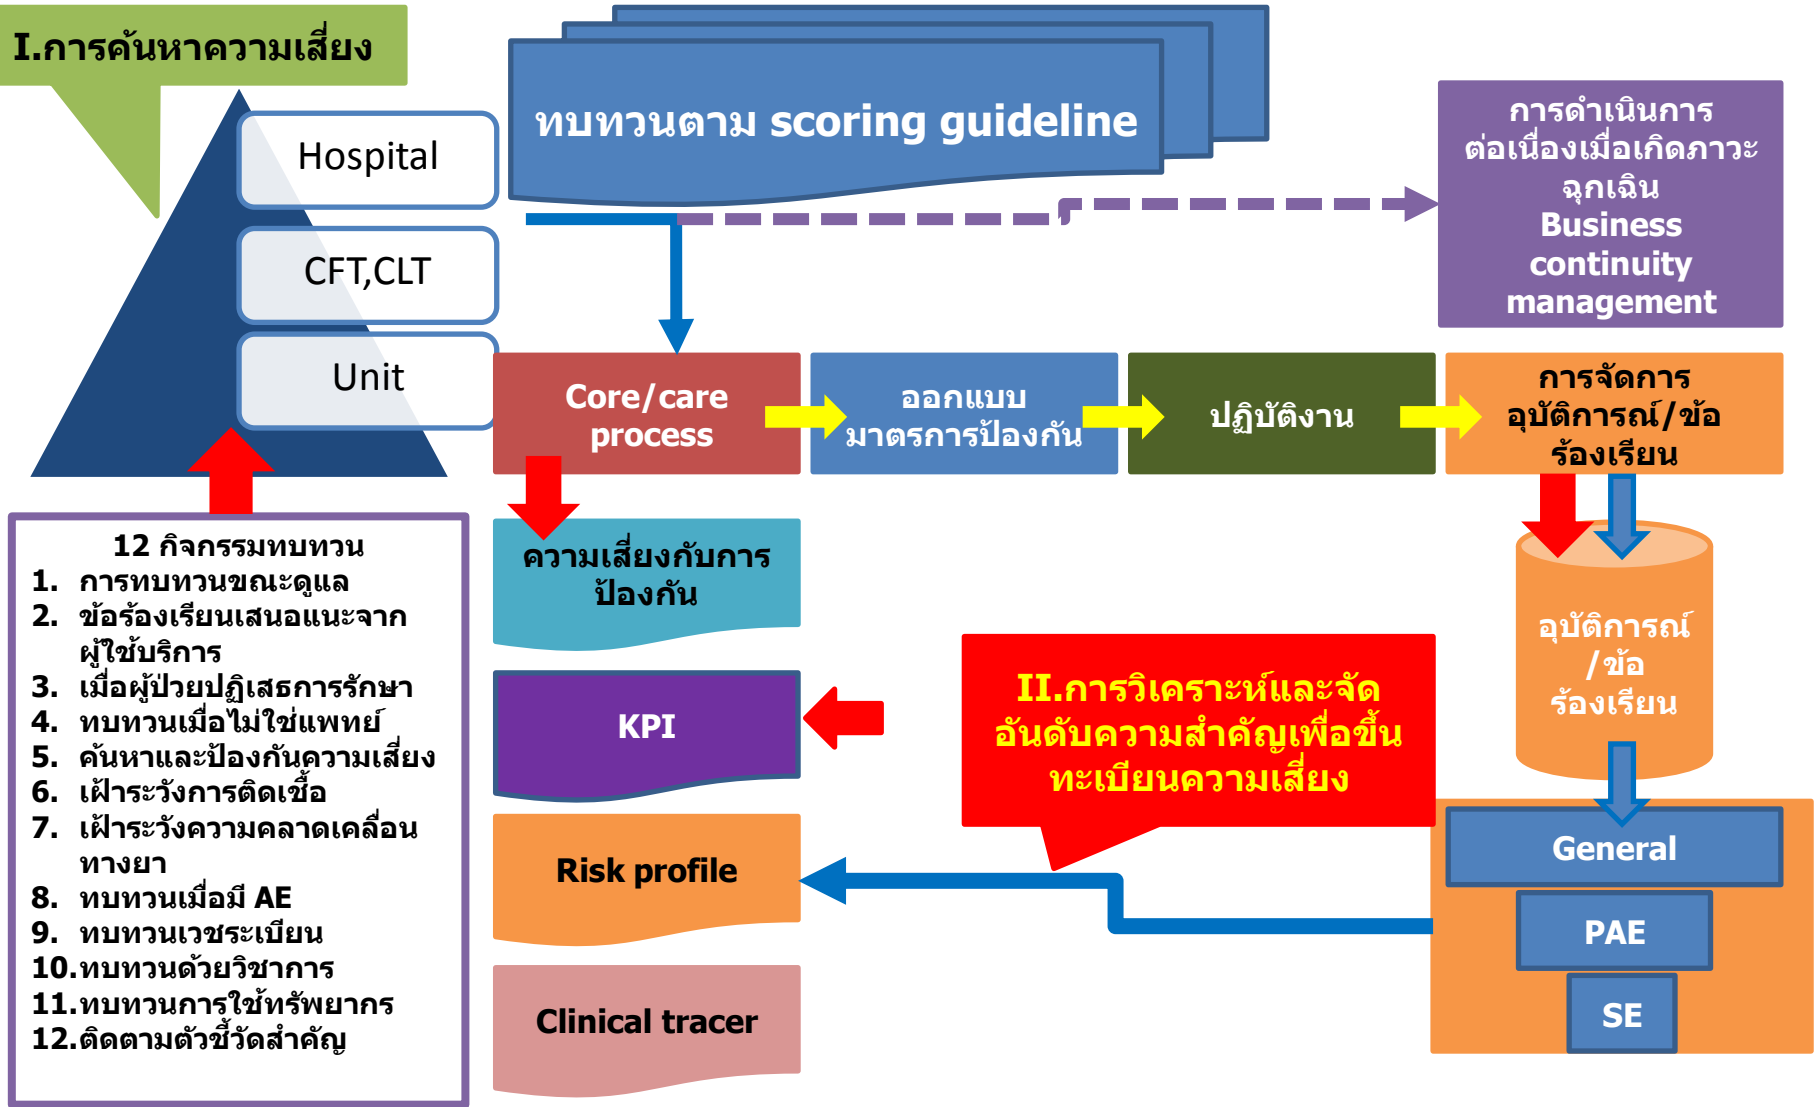 I.การค้นหาความเสี่ยง
Hospital
CFT,CLT
Unit
ทบทวนตาม scoring guideline
การดำเนินการ
ต่อเนื่องเมื่อเกิดภาวะ
ฉุกเฉิน
Business
continuity
management
Core/care
process
ออกแบบ
มาตรการป้องกัน
ปฏิบัติงาน
การจัดการ
อุบัติการณ์/ข้อ
ร้องเรียน
12 กิจกรรมทบทวน
1. การทบทวนขณะดูแล
2. ข้อร้องเรียนเสนอแนะจาก
ผู้ใช้บริการ
3. เมื่อผู้ป่วยปฏิเสธการรักษา
4. ทบทวนเมื่อไม่ใช่แพทย์
5. ค้นหาและป้องกันความเสี่ยง
6. เฝ้าระวังการติดเชื้อ
7. เฝ้าระวังความคลาดเคลื่อน
ทางยา
8. ทบทวนเมื่อมี AE
9. ทบทวนเวชระเบียน
10.ทบทวนด้วยวิชาการ
11.ทบทวนการใช้ทรัพยากร
12.ติดตามตัวชี้วัดสำคัญ
ความเสี่ยงกับการ
ป้องกัน
KPI
Risk profile
Clinical tracer
II.การวิเคราะห์และจัด
อันดับความสำคัญเพื่อขึ้น
ทะเบียนความเสี่ยง
อุบัติการณ์
/ข้อ
ร้องเรียน
General
PAE
SE